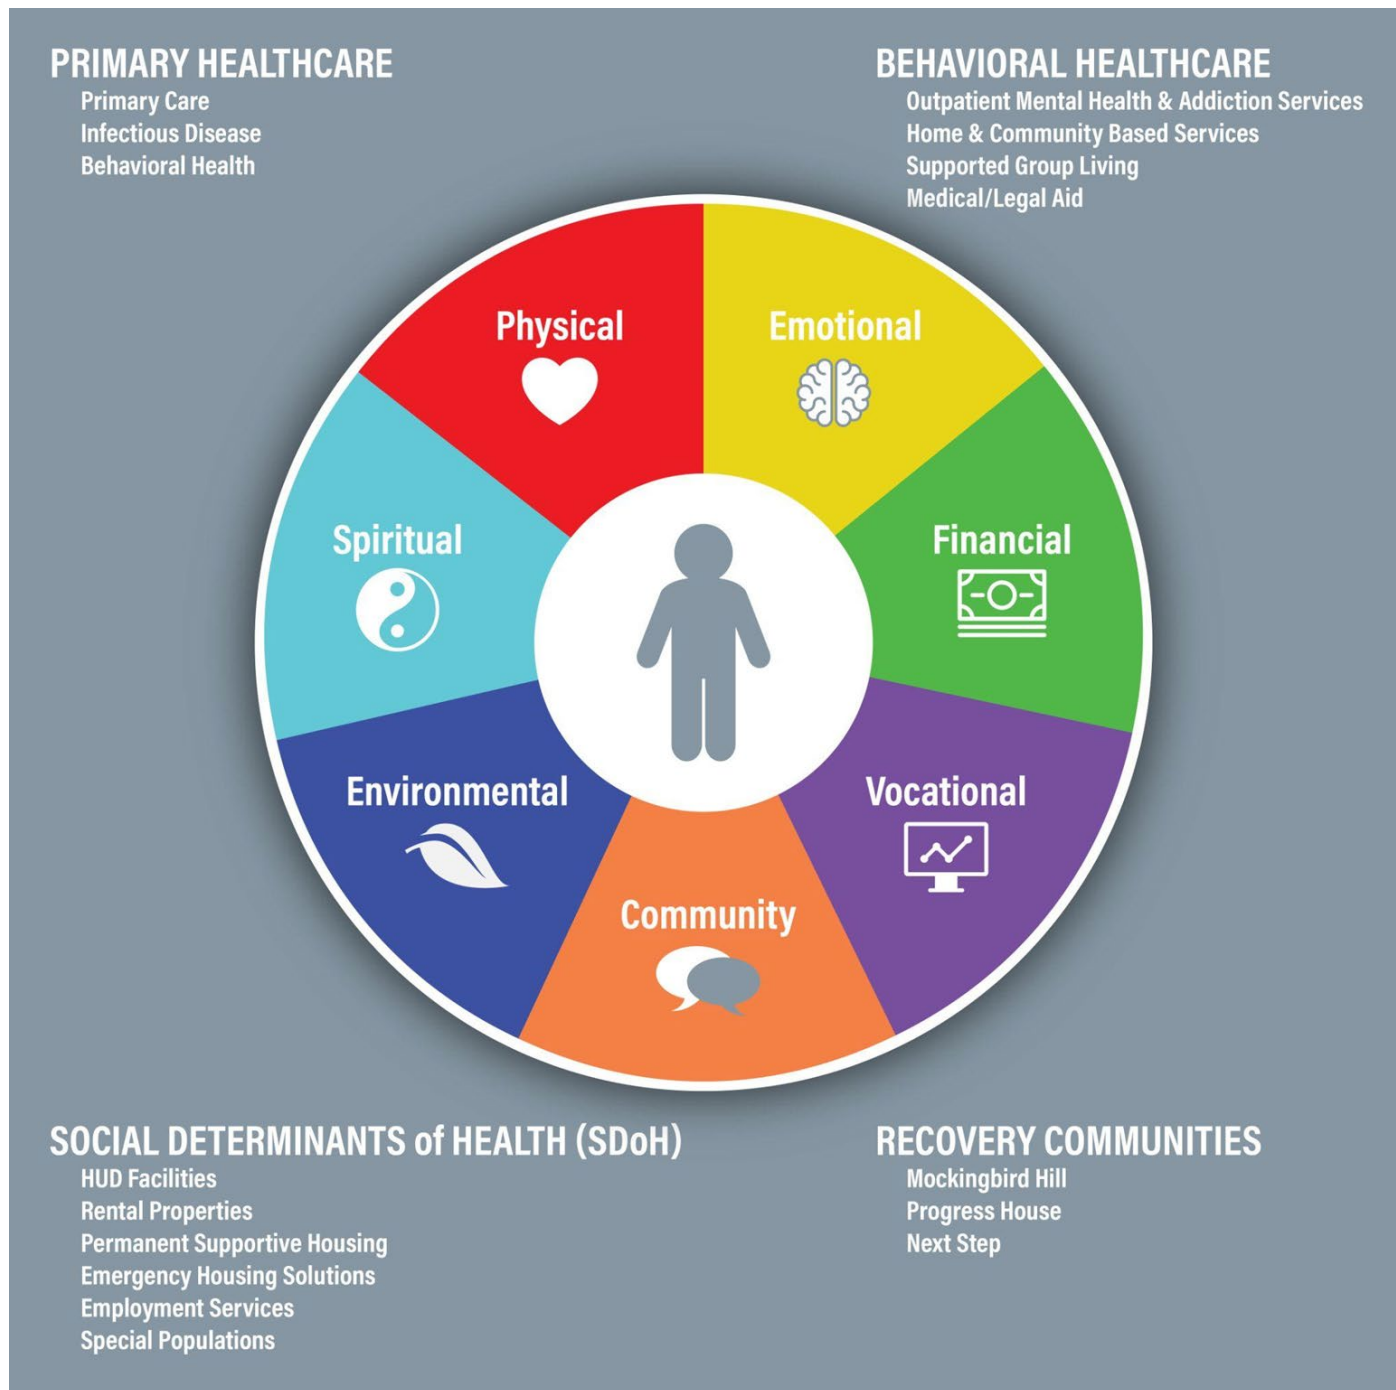 PRIMARY HEALTHCARE
Primary Care
Infectious Disease
Behavioral Health
BEHAVIORAL HEALTHCARE
Outpatient Mental Health & Addiction Services
Home & Community Based Services
Supported Group Living
Medical/Legal Aid
Physical
Emotional
Spiritual
Financial
Environmental
Vocational
Community
SOCIAL DETERMINANTS of HEALTH (SDoH)
HUD Facilities
Rental Properties
Permanent Supportive Housing
Emergency Housing Solutions
Employment Services
Special Populations
RECOVERY COMMUNITIES
Mockingbird Hill
Progress House
Next Step